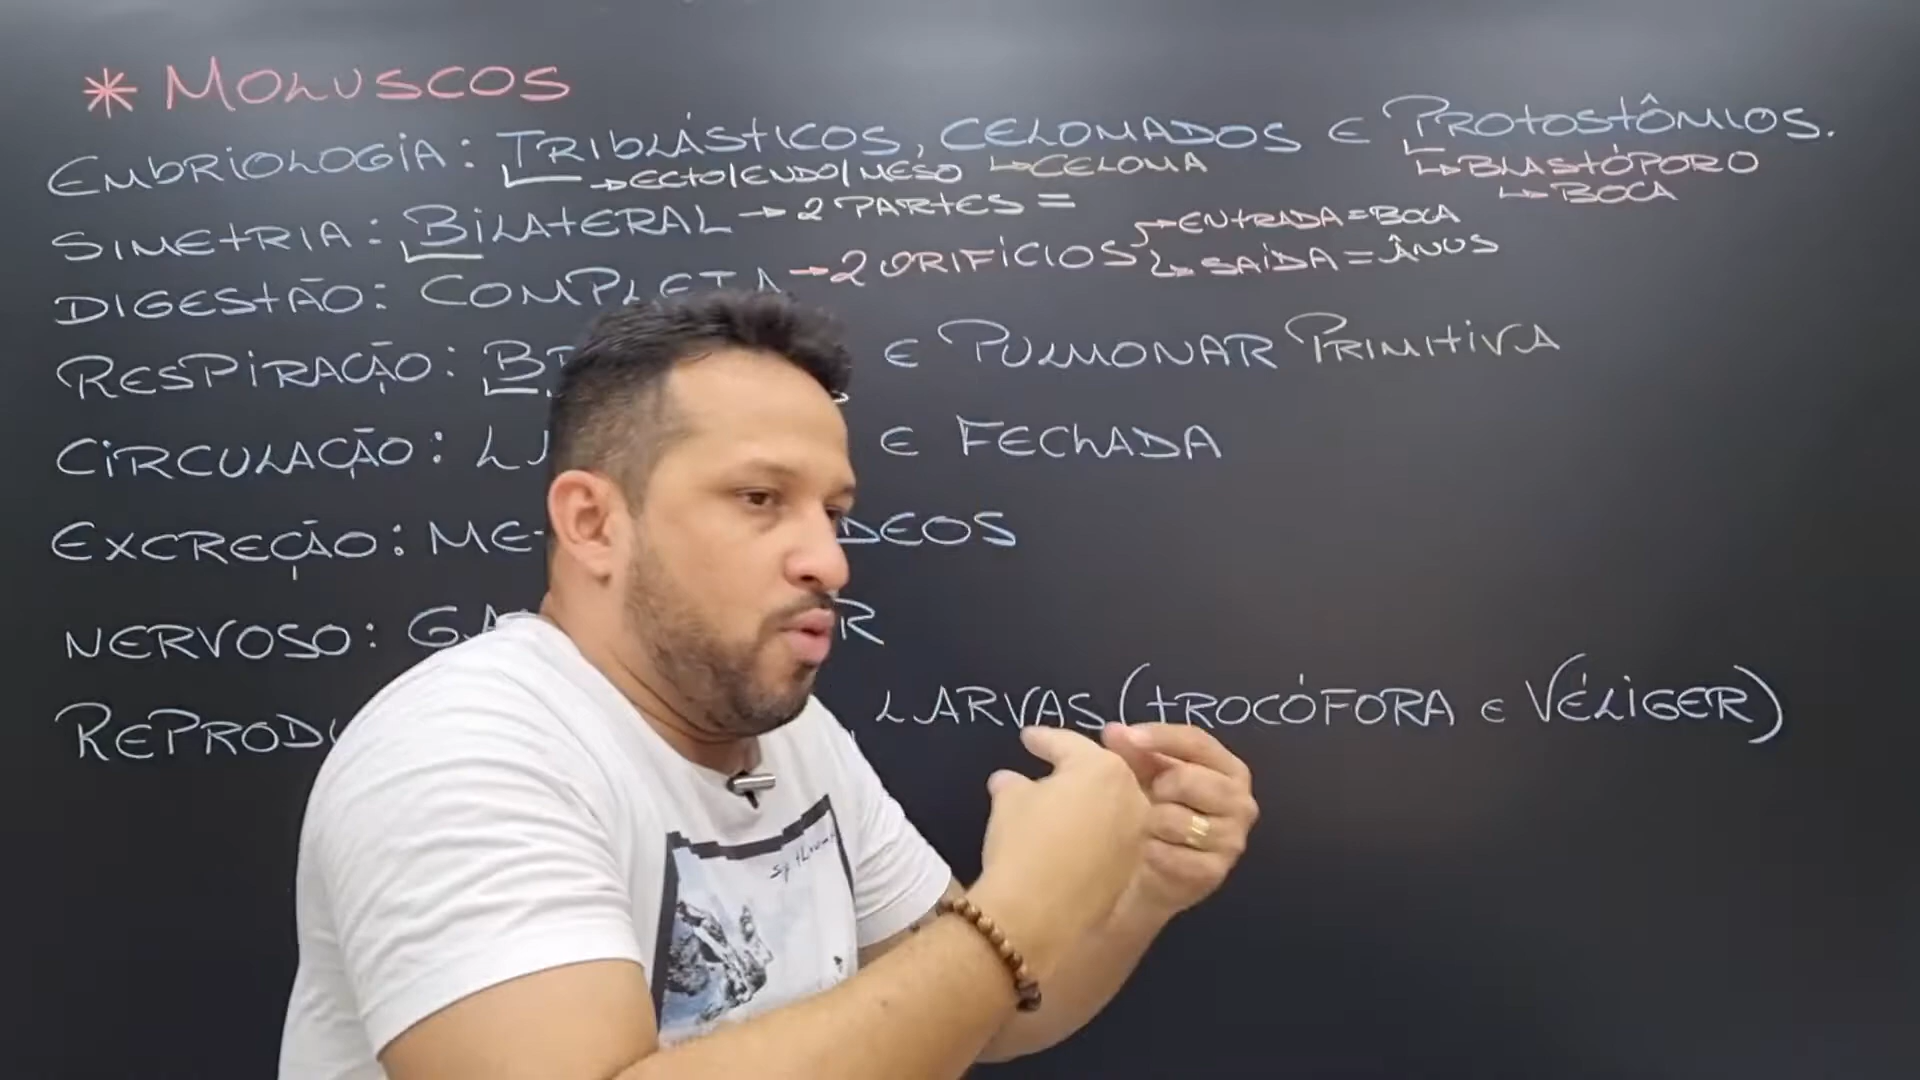 * MOLUSCOS
EMBRIOLOGIA: TRIBLÁSTICOS, CELOMADOS E PROTOSTÔMIOS.
→ECTO/ENDO/MESO ↳CELOMA ↳BLASTÓPORO
↳BOCA
SIMETRIA: BILATERAL → 2 PARTES =
DIGESTÃO: COMPLETA → 2 ORIFÍCIOS
ENTRADA = BOCA
SAÍDA = ÂNUS
RESPIRAÇÃO: E PULMONAR PRIMITIVA
CIRCULAÇÃO: E FECHADA
EXCREÇÃO:
NERVOSO:
LARVAS (TROCÓFORA E VÉLIGER)